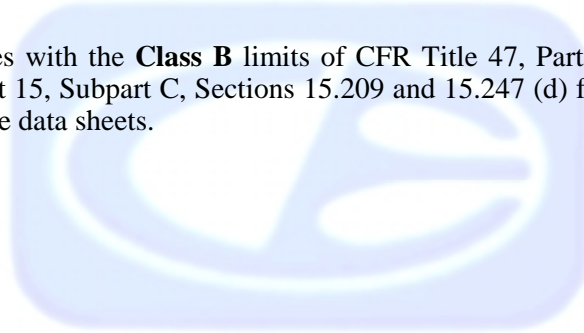 with the Class B limits of CFR Title 47, Part
15, Subpart C, Sections 15.209 and 15.247 (d)
data sheets.